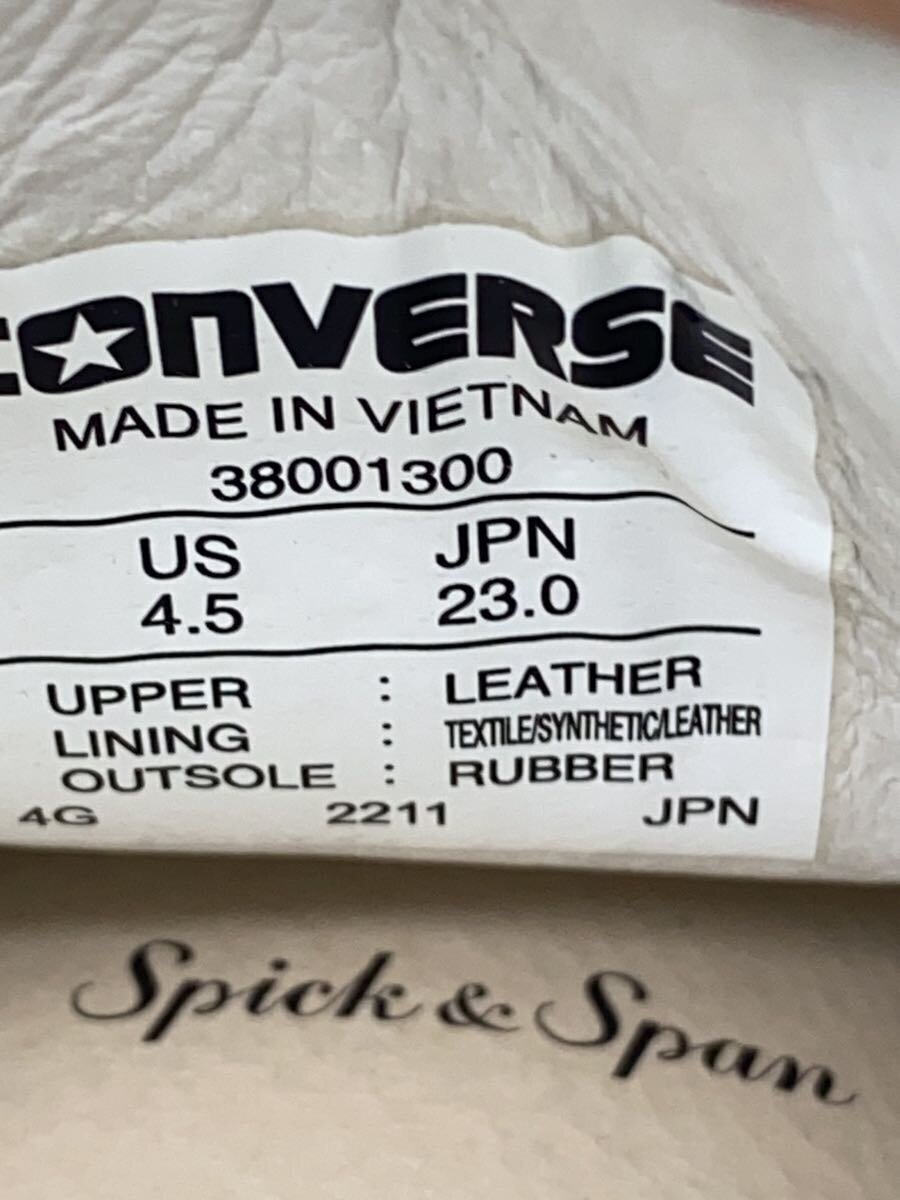 CONVERSE
MADE IN VIETNAM
38001300
US JPN
4.5 23.0
UPPER : LEATHER
LINING : TEXTILE/SYNTHETIC/LEATHER
OUTSOLE : RUBBER
4G 2211 JPN
Spick & Span